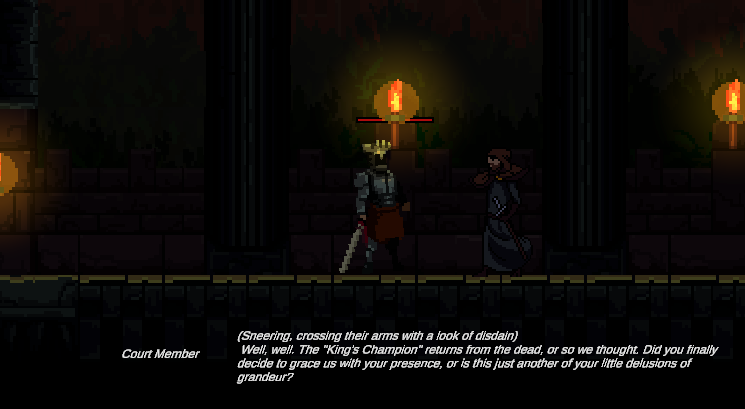 (Sneering, crossing their arms with a look of disdain)
Court Member
Well, well. The "King's Champion" returns from the dead, or so we thought. Did you finally
decide to grace us with your presence, or is this just another of your little delusions of
grandeur?